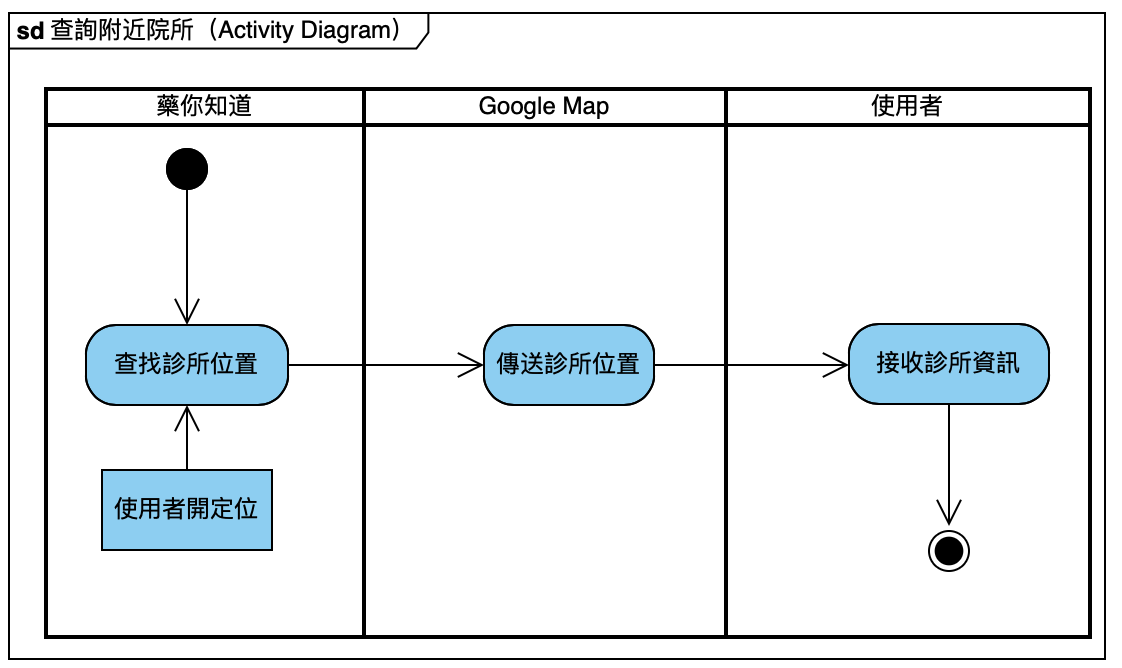 sd 查詢附近院所（Activity Diagram）
藥你知道
Google Map
使用者
查找診所位置
傳送診所位置
接收診所資訊
使用者開定位